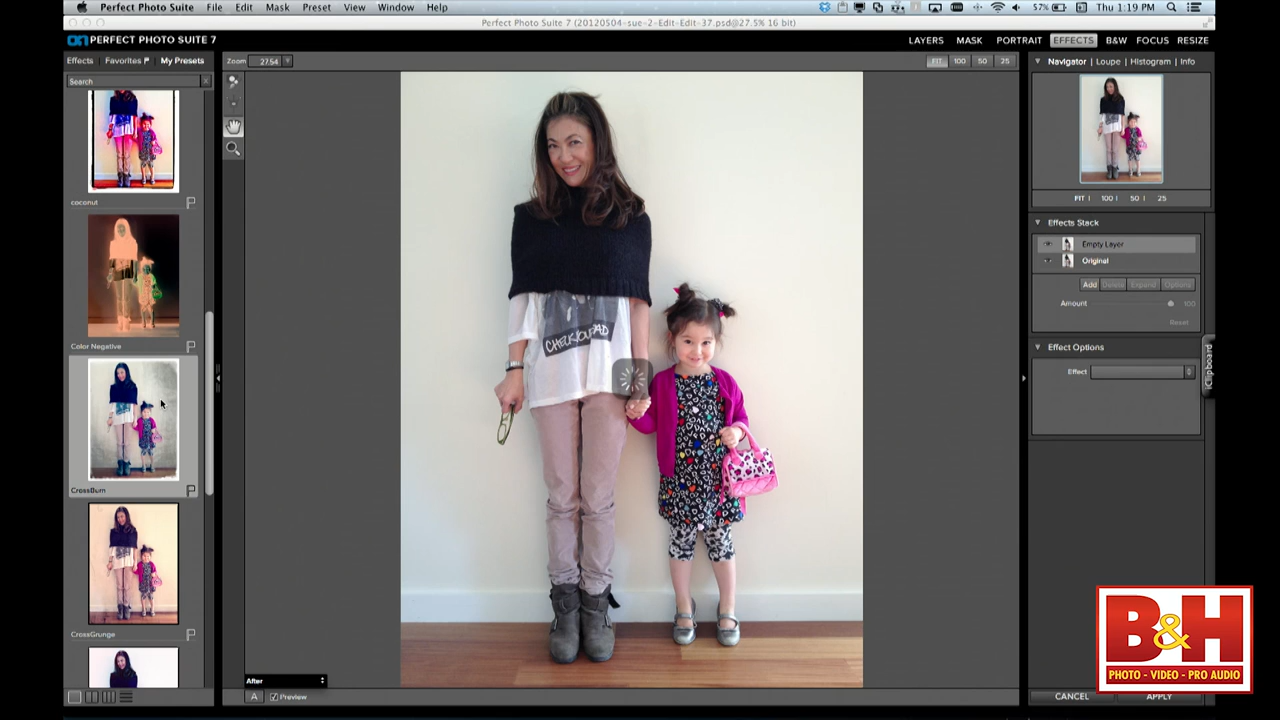 Perfect Photo Suite File Edit Mask Preset View Window Help
57% Thu 1:19 PM
Perfect Photo Suite 7 (20120504-sue-2-Edit-Edit-37.psd@27.5% 16 bit)
on PERFECT PHOTO SUITE 7
LAYERS MASK PORTRAIT EFFECTS B&W FOCUS RESIZE
Effects Favorites My Presets
Zoom 27.54
FIT 100 50 25
Navigator | Loupe | Histogram | Info
Search
coconut
FIT | 100 | 50 | 25
Effects Stack
Empty Layer
Original
Add Delete Expand Options
Amount 100
Reset
Color Negative
Effect Options
Effect
iClipboard
CrossBurn
CrossGrunge
After
A Preview
CANCEL APPLY
B&H
PHOTO - VIDEO - PRO AUDIO